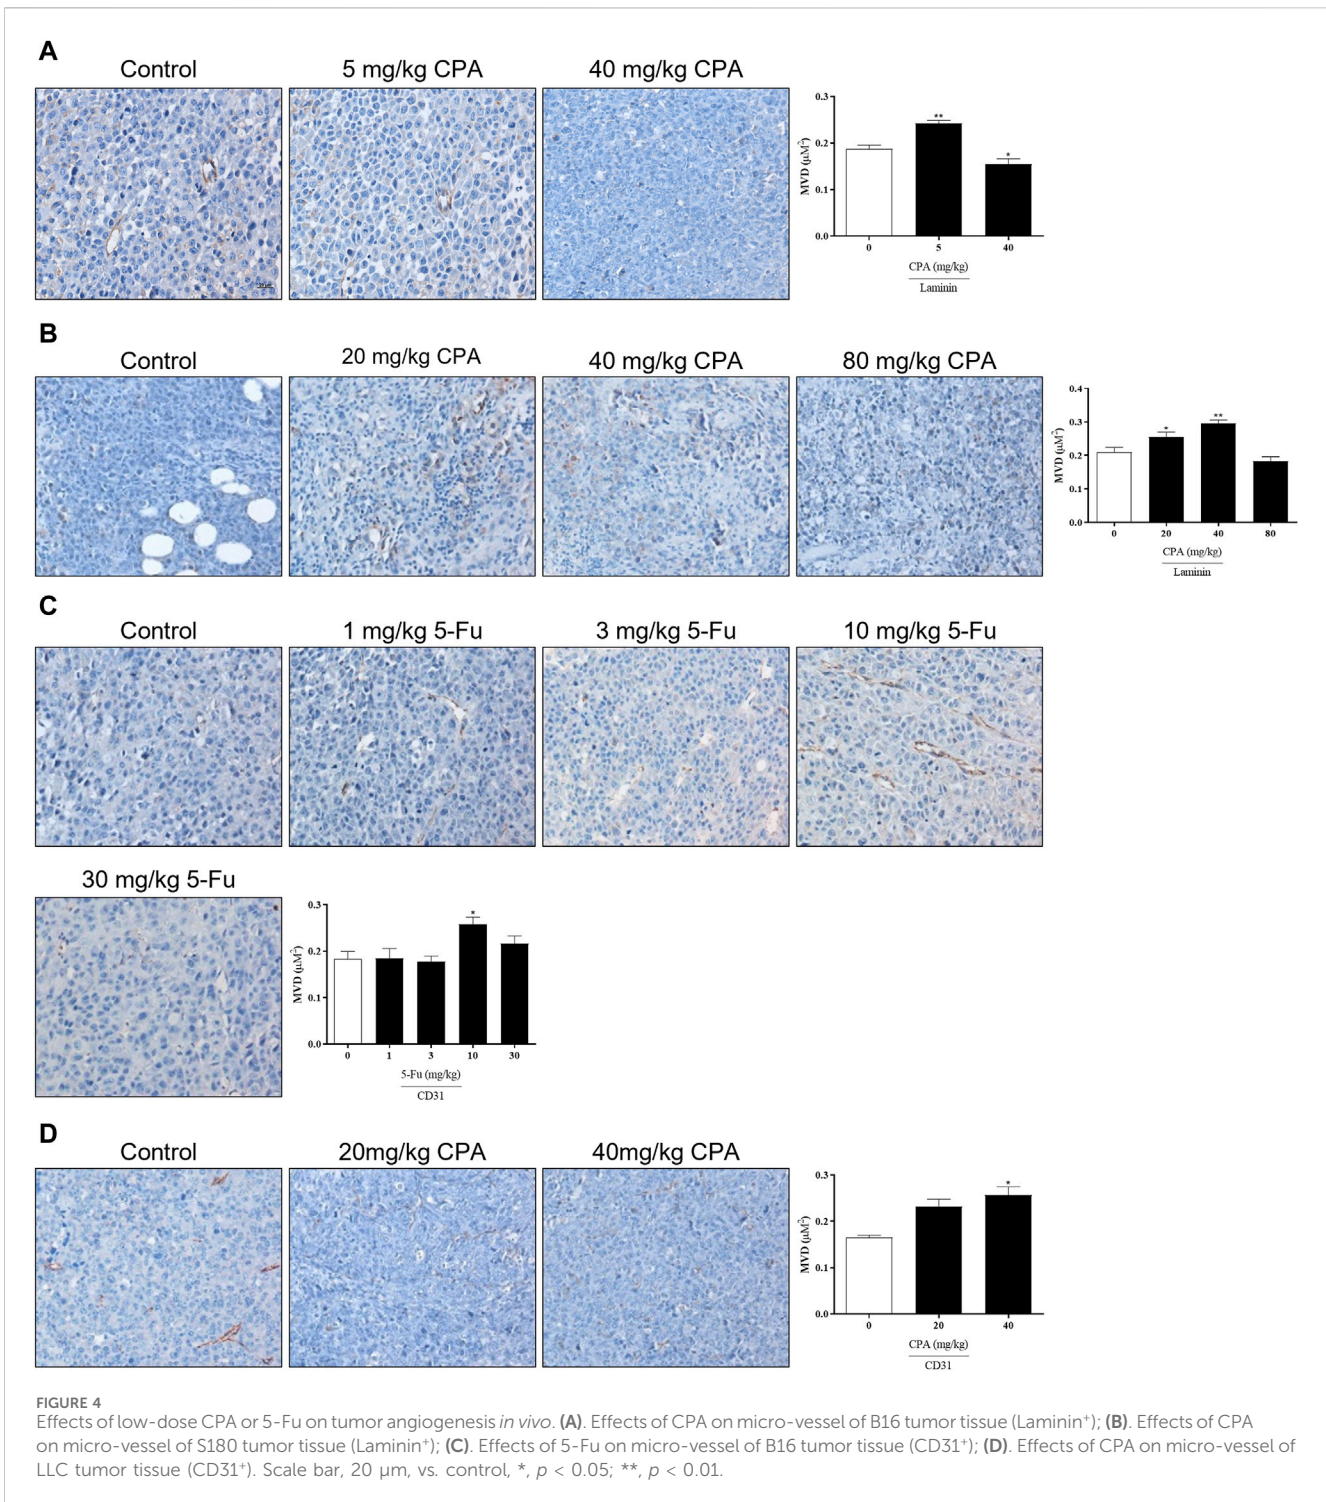 A
Control
5 mg/kg CPA
40 mg/kg CPA
MVD (μM²)
0.3
0.2
0.1
0.0
**
*
0
5
40
CPA (mg/kg)
Laminin
B
Control
20 mg/kg CPA
40 mg/kg CPA
80 mg/kg CPA
MVD (μM²)
0.4
0.3
0.2
0.1
0.0
*
**
0
20
40
80
CPA (mg/kg)
Laminin
C
Control
1 mg/kg 5-Fu
3 mg/kg 5-Fu
10 mg/kg 5-Fu
30 mg/kg 5-Fu
MVD (μM²)
0.3
0.2
0.1
0.0
*
0
1
3
10
30
5-Fu (mg/kg)
CD31
D
Control
20mg/kg CPA
40mg/kg CPA
MVD (μM²)
0.3
0.2
0.1
0.0
*
0
20
40
CPA (mg/kg)
CD31
FIGURE 4
Effects of low-dose CPA or 5-Fu on tumor angiogenesis in vivo. (A). Effects of CPA on micro-vessel of B16 tumor tissue (Laminin⁺); (B). Effects of CPA
on micro-vessel of S180 tumor tissue (Laminin⁺); (C). Effects of 5-Fu on micro-vessel of B16 tumor tissue (CD31⁺); (D). Effects of CPA on micro-vessel of
LLC tumor tissue (CD31⁺). Scale bar, 20 μm, vs. control, *, p < 0.05; **, p < 0.01.